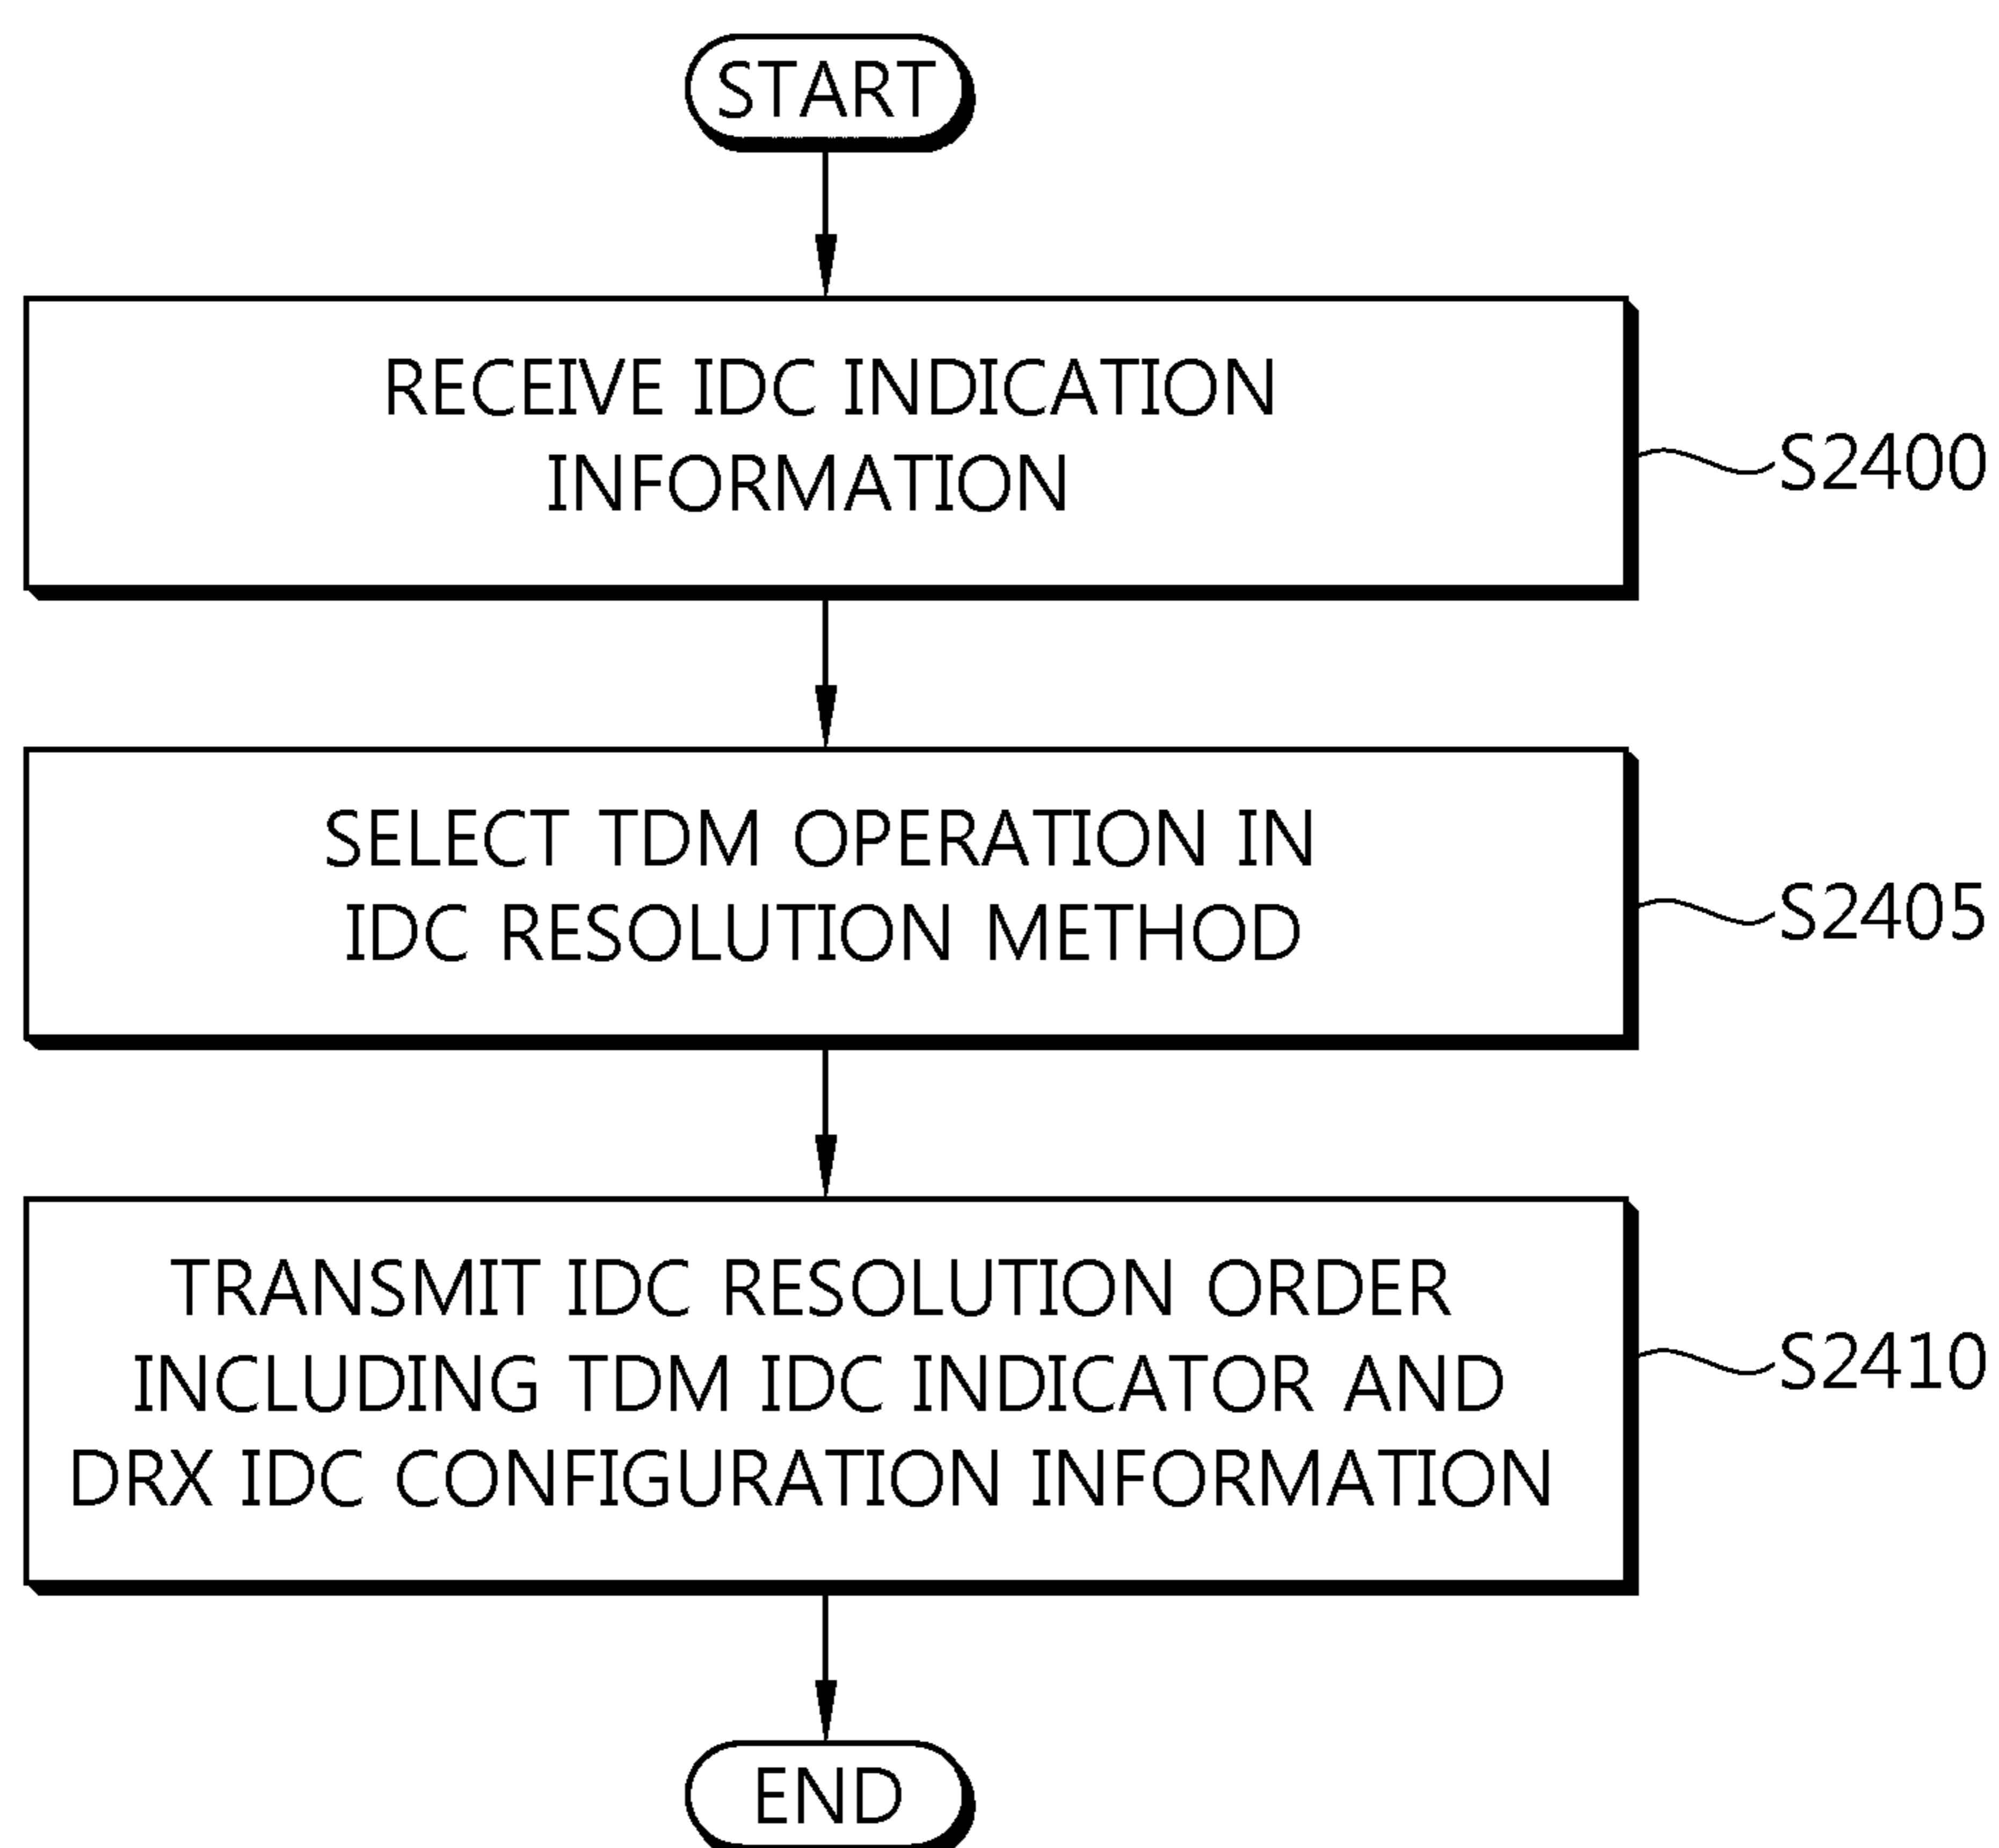 START
RECEIVE IDC INDICATION
INFORMATION
S2400
SELECT TDM OPERATION IN
IDC RESOLUTION METHOD
S2405
TRANSMIT IDC RESOLUTION ORDER
INCLUDING TDM IDC INDICATOR AND
DRX IDC CONFIGURATION INFORMATION
S2410
END